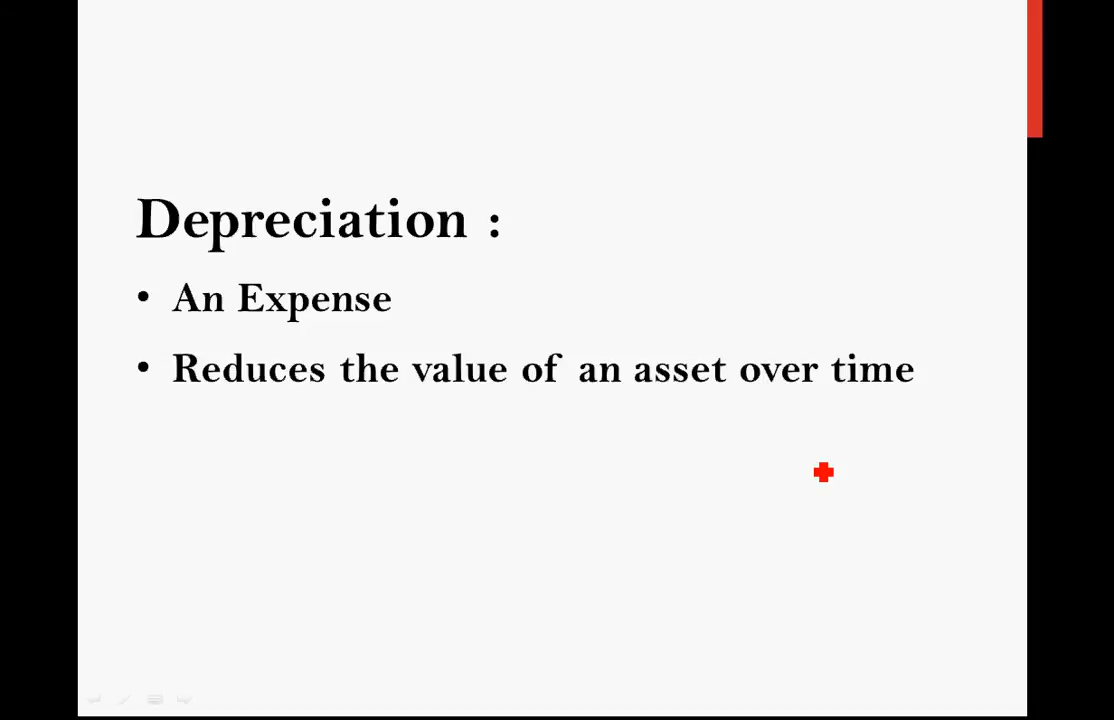 Depreciation :
• An Expense
• Reduces the value of an asset over time